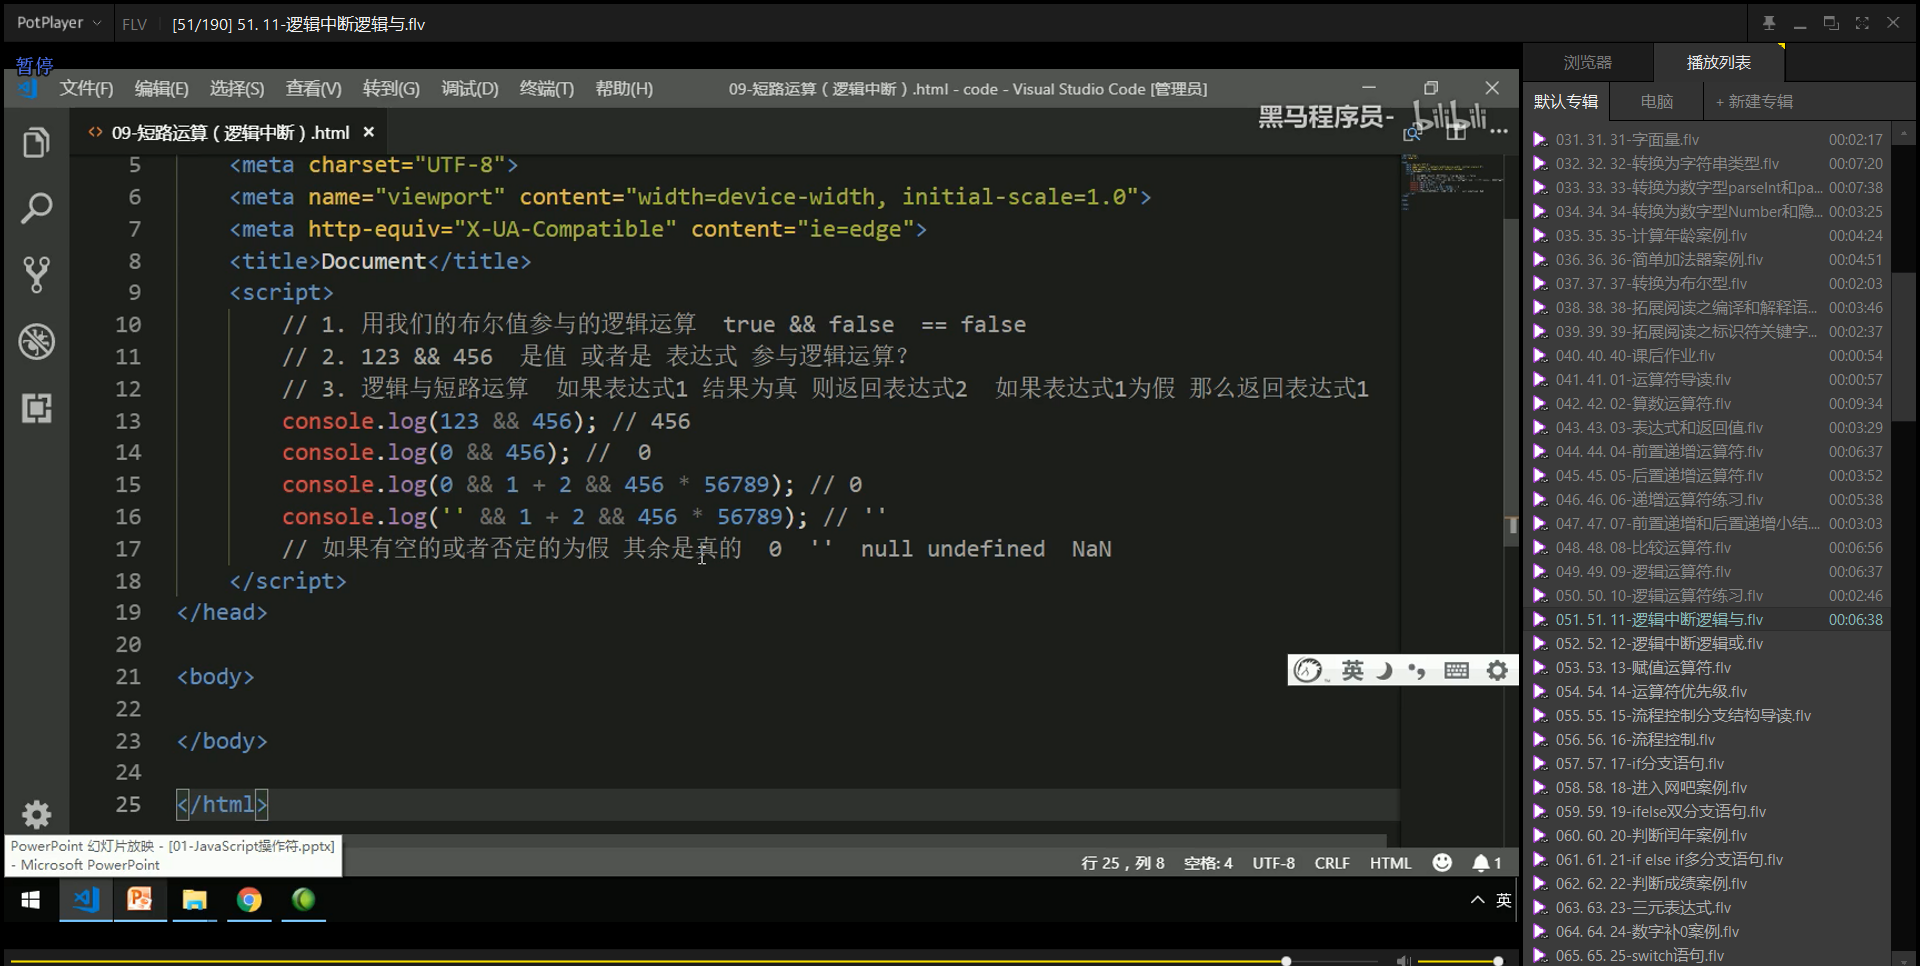 PotPlayer
FLV
[51/190] 51. 11-逻辑中断逻辑与.flv
暂停
文件(F) 编辑(E) 选择(S) 查看(V) 转到(G) 调试(D) 终端(T) 帮助(H)
09-短路运算 ( 逻辑中断 ) .html - code - Visual Studio Code [管理员]
黑马程序员- bilibili
09-短路运算 ( 逻辑中断 ) .html
5 <meta charset="UTF-8">
6 <meta name="viewport" content="width=device-width, initial-scale=1.0">
7 <meta http-equiv="X-UA-Compatible" content="ie=edge">
8 <title>Document</title>
9 <script>
10 // 1. 用我们的布尔值参与的逻辑运算  true && false  == false
11 // 2. 123 && 456  是值 或者是 表达式 参与逻辑运算?
12 // 3. 逻辑与短路运算  如果表达式1 结果为真 则返回表达式2  如果表达式1为假 那么返回表达式1
13 console.log(123 && 456); // 456
14 console.log(0 && 456); //  0
15 console.log(0 && 1 + 2 && 456 * 56789); // 0
16 console.log('' && 1 + 2 && 456 * 56789); // ''
17 // 如果有空的或者否定的为假 其余是真的  0  ''  null undefined  NaN
18 </script>
19 </head>
20
21 <body>
22
23 </body>
24
25 </html>
英
PowerPoint 幻灯片放映 - [01-JavaScript操作符.pptx]
- Microsoft PowerPoint
行 25，列 8 空格: 4 UTF-8 CRLF HTML 1
英
浏览器 播放列表
默认专辑 电脑 + 新建专辑
031. 31. 31-字面量.flv 00:02:17
032. 32. 32-转换为字符串类型.flv 00:07:20
033. 33. 33-转换为数字型parseInt和pa... 00:07:38
034. 34. 34-转换为数字型Number和隐... 00:03:25
035. 35. 35-计算年龄案例.flv 00:04:24
036. 36. 36-简单加法器案例.flv 00:04:51
037. 37. 37-转换为布尔型.flv 00:02:03
038. 38. 38-拓展阅读之编译和解释语... 00:03:46
039. 39. 39-拓展阅读之标识符关键字... 00:02:37
040. 40. 40-课后作业.flv 00:00:54
041. 41. 01-运算符导读.flv 00:00:57
042. 42. 02-算数运算符.flv 00:09:34
043. 43. 03-表达式和返回值.flv 00:03:29
044. 44. 04-前置递增运算符.flv 00:06:37
045. 45. 05-后置递增运算符.flv 00:03:52
046. 46. 06-递增运算符练习.flv 00:05:38
047. 47. 07-前置递增和后置递增小结.... 00:03:03
048. 48. 08-比较运算符.flv 00:06:56
049. 49. 09-逻辑运算符.flv 00:06:37
050. 50. 10-逻辑运算符练习.flv 00:02:46
051. 51. 11-逻辑中断逻辑与.flv 00:06:38
052. 52. 12-逻辑中断逻辑或.flv
053. 53. 13-赋值运算符.flv
054. 54. 14-运算符优先级.flv
055. 55. 15-流程控制分支结构导读.flv
056. 56. 16-流程控制.flv
057. 57. 17-if分支语句.flv
058. 58. 18-进入网吧案例.flv
059. 59. 19-ifelse双分支语句.flv
060. 60. 20-判断闰年案例.flv
061. 61. 21-if else if多分支语句.flv
062. 62. 22-判断成绩案例.flv
063. 63. 23-三元表达式.flv
064. 64. 24-数字补0案例.flv
065. 65. 25-switch语句.flv